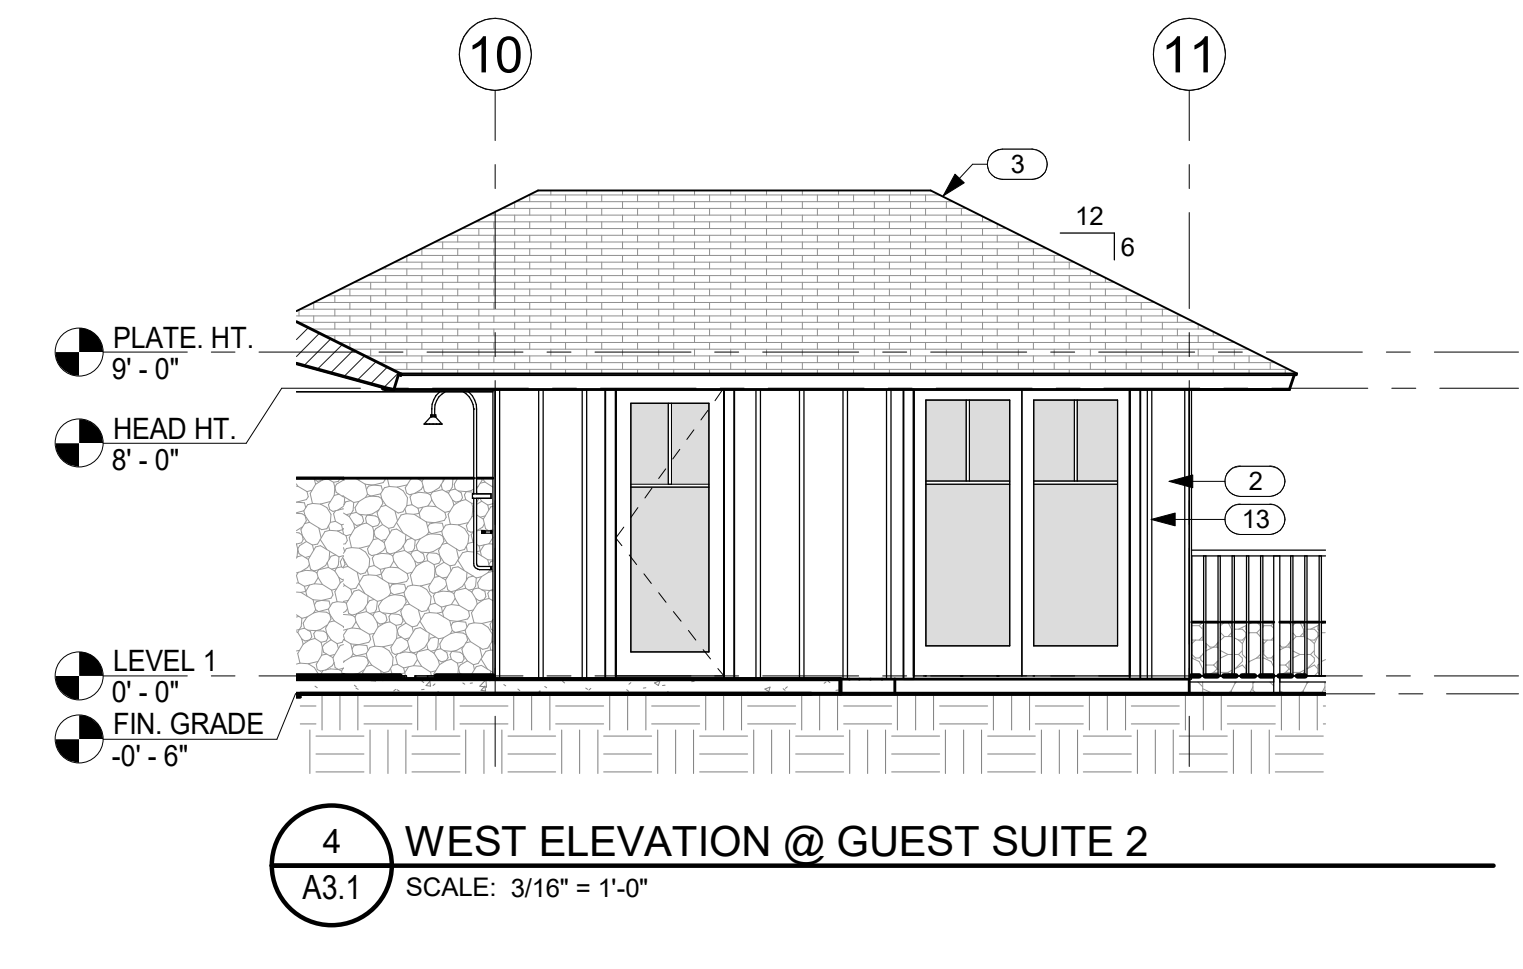 10
11
3
12
6
PLATE. HT.
9' - 0"
HEAD HT.
8' - 0"
2
13
LEVEL 1
0' - 0"
FIN. GRADE
-0' - 6"
4
WEST ELEVATION @ GUEST SUITE 2
A3.1
SCALE: 3/16" = 1'-0"